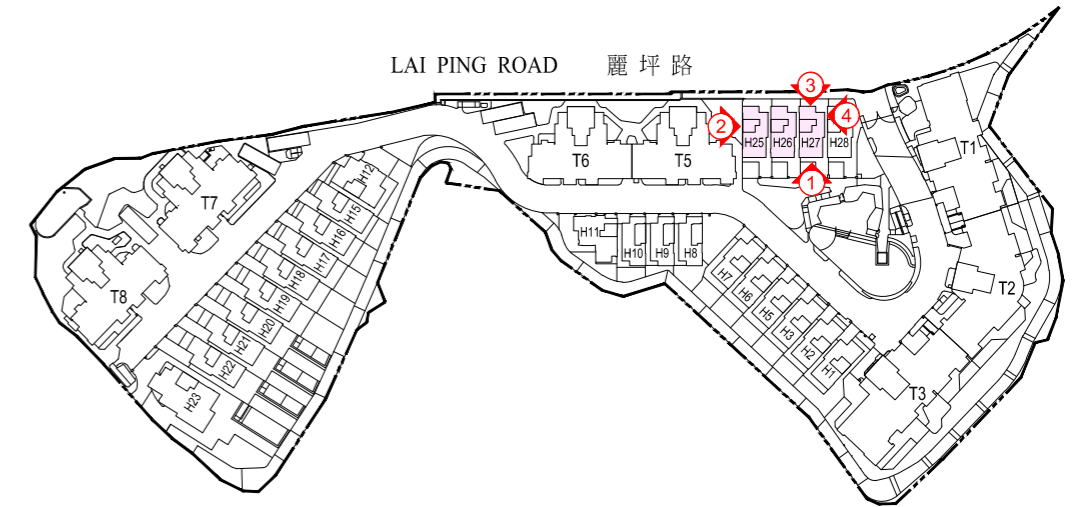 LAI PING ROAD 麗坪路
3
2
4
H25
H26
H27
H28
1
T1
T6
T5
T7
T8
T2
T3
H12
H15
H16
H17
H18
H19
H20
H21
H22
H23
H11
H10
H9
H8
H7
H6
H5
H3
H2
H1